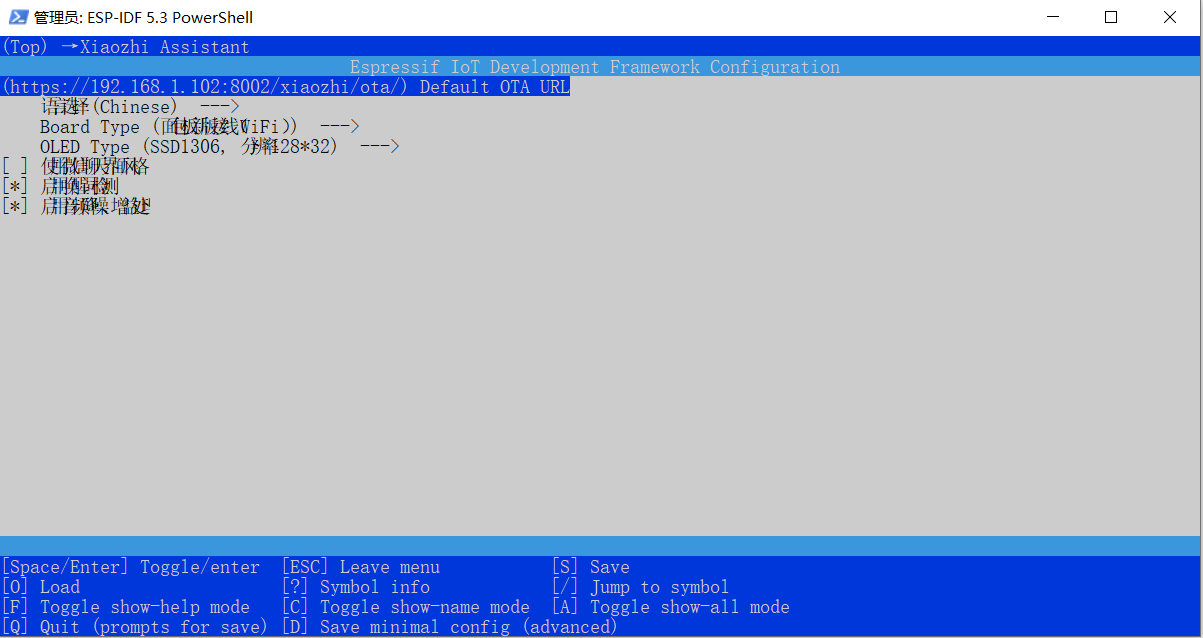 管理员: ESP-IDF 5.3 PowerShell
(Top) →Xiaozhi Assistant
Espressif IoT Development Framework Configuration
(https://192.168.1.102:8002/xiaozhi/ota/) Default OTA URL
语言选择 (Chinese) --->
Board Type (面包板新版接线(WiFi)) --->
OLED Type (SSD1306, 分辨率128*32) --->
[ ] 使用微信聊天界面风格
[*] 启用唤醒词检测
[*] 启用音频降噪、增益处理
[Space/Enter] Toggle/enter [ESC] Leave menu [S] Save
[O] Load [?] Symbol info [/] Jump to symbol
[F] Toggle show-help mode [C] Toggle show-name mode [A] Toggle show-all mode
[Q] Quit (prompts for save) [D] Save minimal config (advanced)